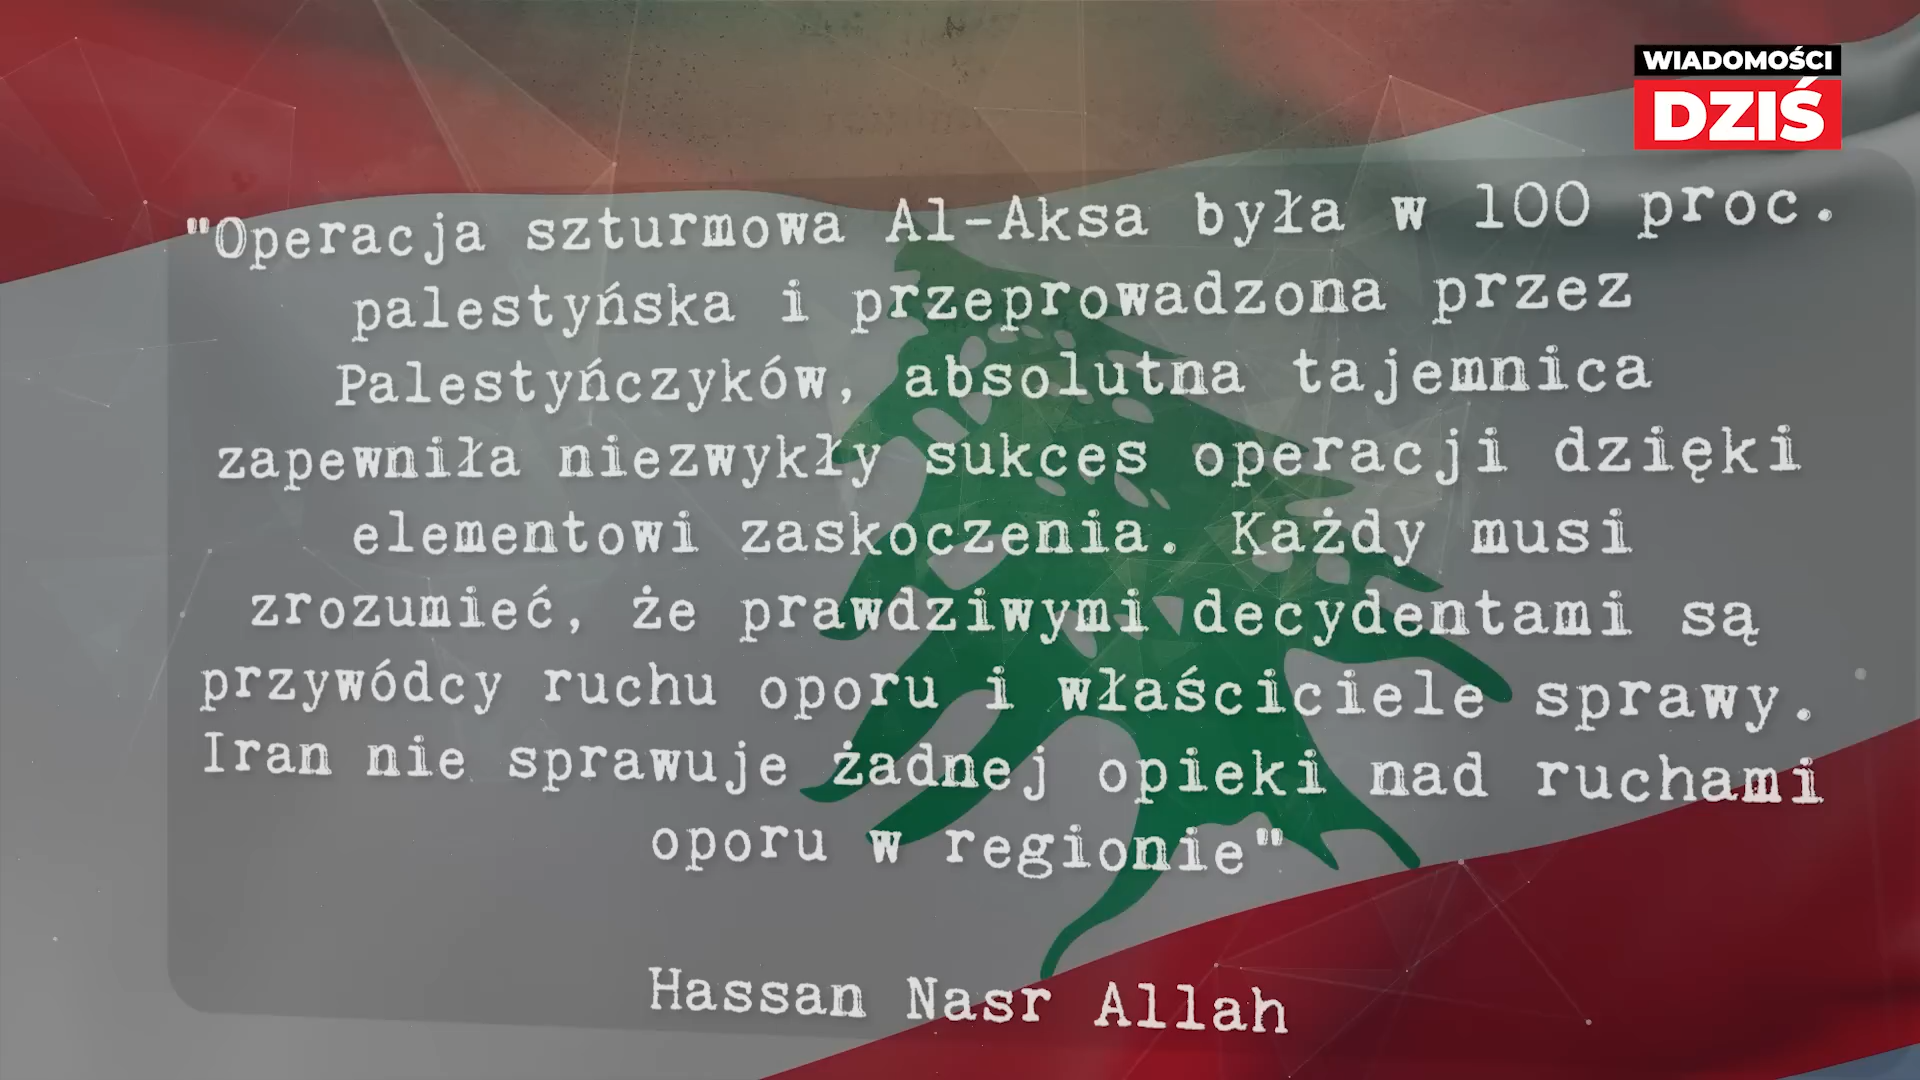 WIADOMOŚCI
DZIŚ
"Operacja szturmowa Al-Aksa była w 100 proc.
palestyńska i przeprowadzona przez
Palestyńczyków, absolutna tajemnica
zapewniła niezwykły sukces operacji dzięki
elementowi zaskoczenia. Każdy musi
zrozumieć, że prawdziwymi decydentami są
przywódcy ruchu oporu i właściciele sprawy.
Iran nie sprawuje żadnej opieki nad ruchami
oporu w regionie"
Hassan Nasr Allah